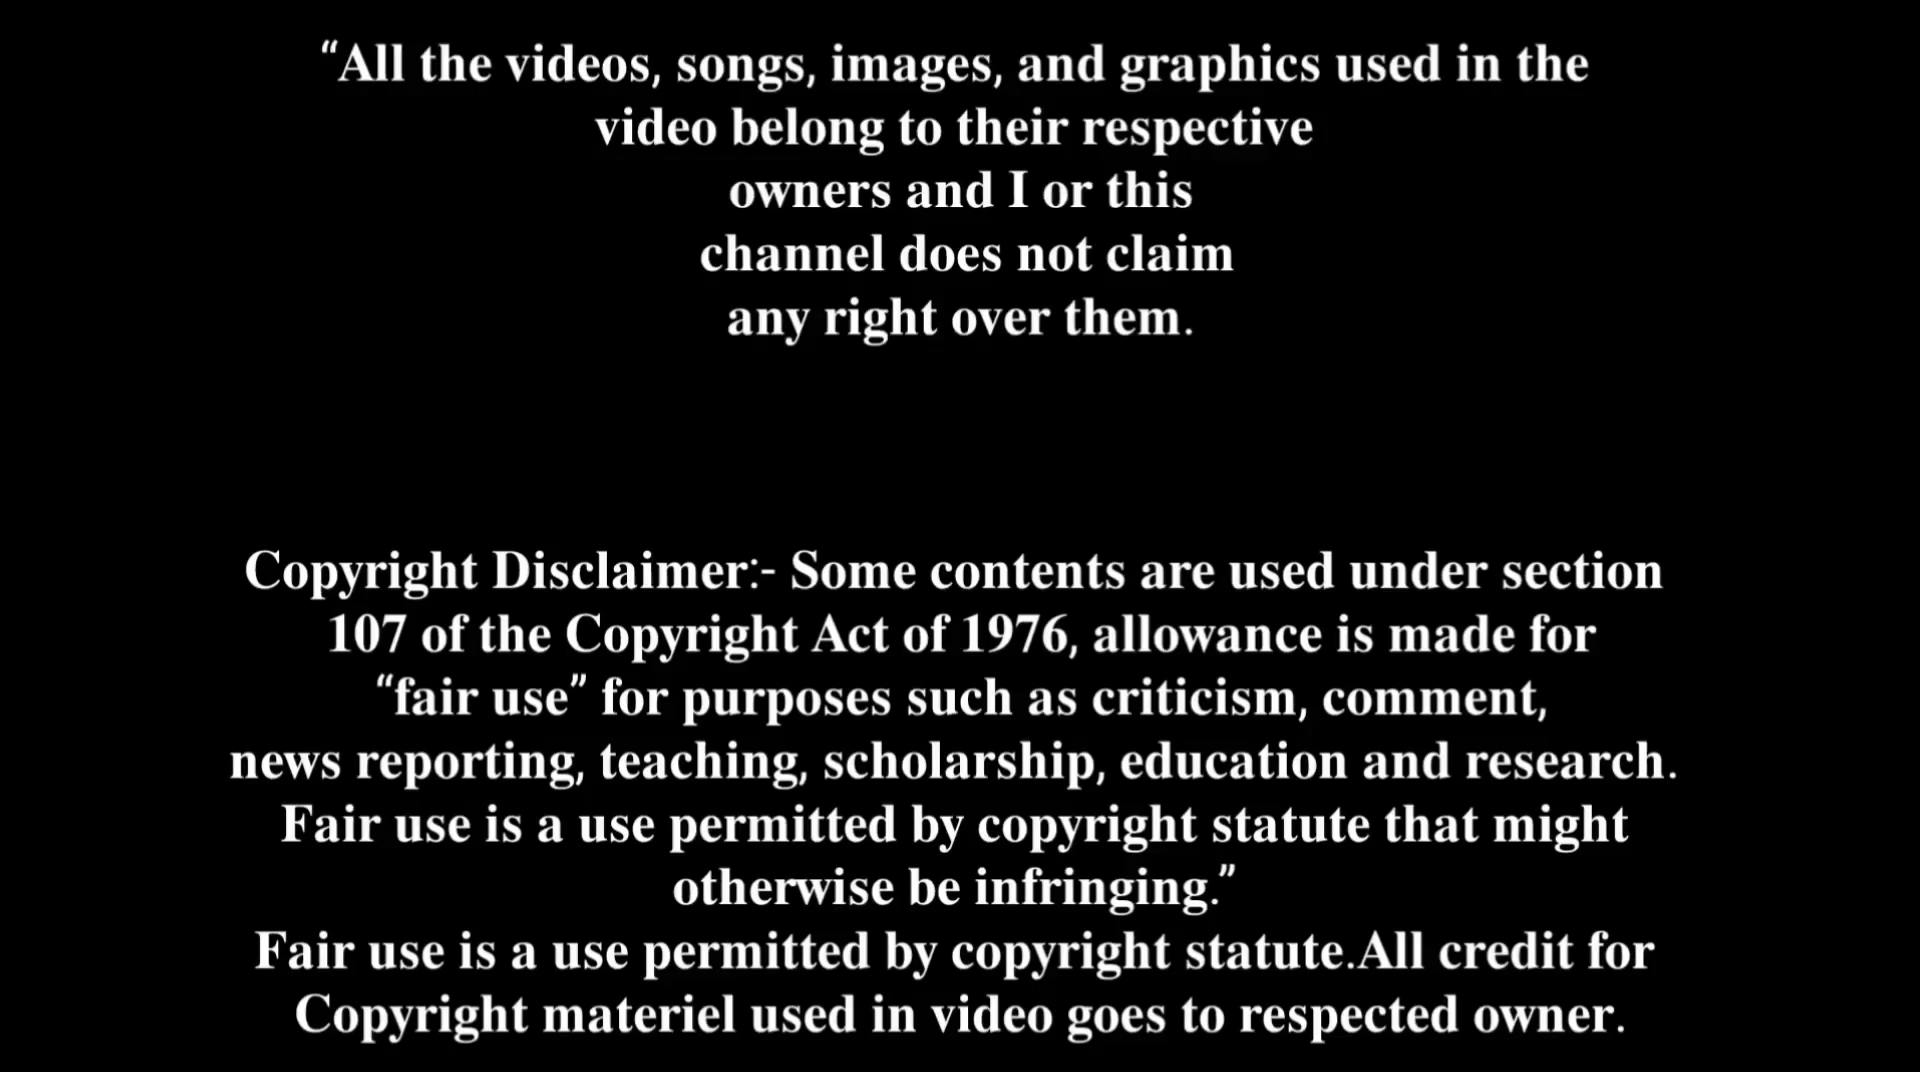 “All the videos, songs, images, and graphics used in the
video belong to their respective
owners and I or this
channel does not claim
any right over them.
Copyright Disclaimer:- Some contents are used under section
107 of the Copyright Act of 1976, allowance is made for
“fair use” for purposes such as criticism, comment,
news reporting, teaching, scholarship, education and research.
Fair use is a use permitted by copyright statute that might
otherwise be infringing.”
Fair use is a use permitted by copyright statute.All credit for
Copyright materiel used in video goes to respected owner.